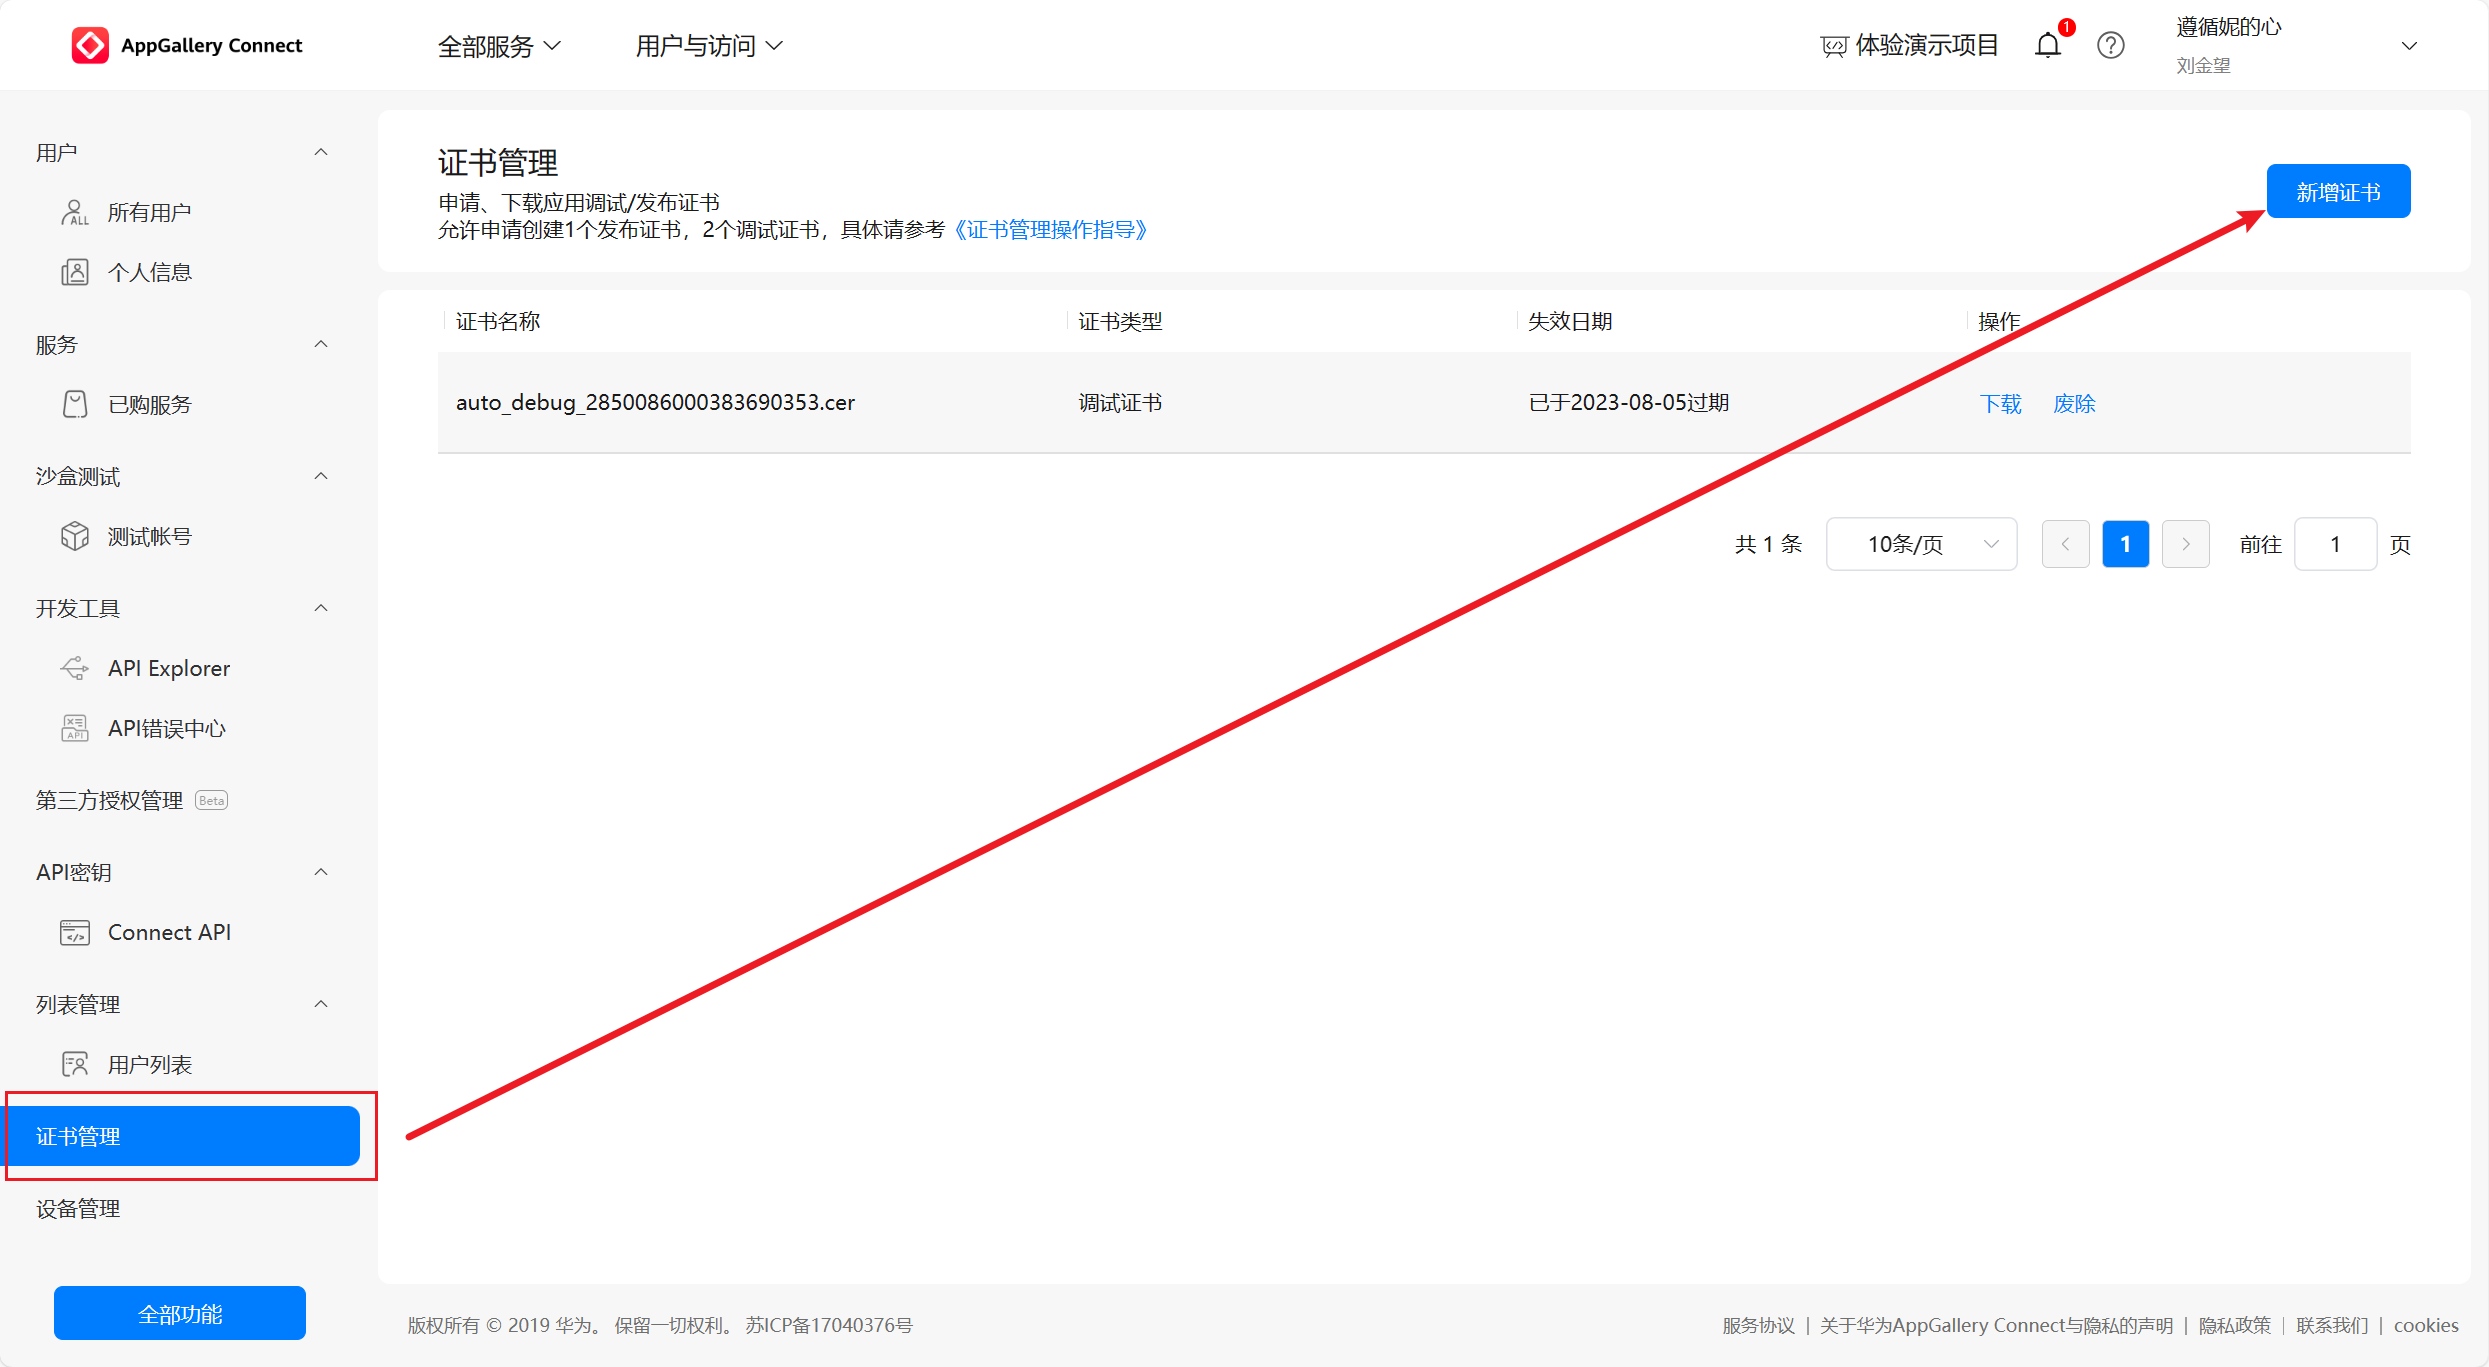 AppGallery Connect
全部服务
用户与访问
体验演示项目
1
遵循妮的心
刘金望
用户
ALL
所有用户
个人信息
服务
已购服务
沙盒测试
测试帐号
开发工具
API Explorer
API
API错误中心
第三方授权管理 Beta
API密钥
Connect API
列表管理
用户列表
证书管理
设备管理
全部功能
证书管理
申请、下载应用调试/发布证书
允许申请创建1个发布证书，2个调试证书，具体请参考《证书管理操作指导》
新增证书
证书名称 证书类型 失效日期 操作
auto_debug_2850086000383690353.cer 调试证书 已于2023-08-05过期 下载 废除
共 1 条 10条/页 1 前往 1 页
版权所有 © 2019 华为。 保留一切权利。 苏ICP备17040376号
服务协议 | 关于华为AppGallery Connect与隐私的声明 | 隐私政策 | 联系我们 | cookies